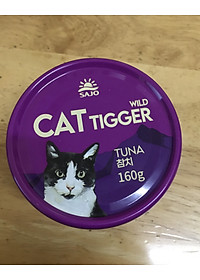 SAJO
WILD
CAT TIGGER
TUNA
참치
160g